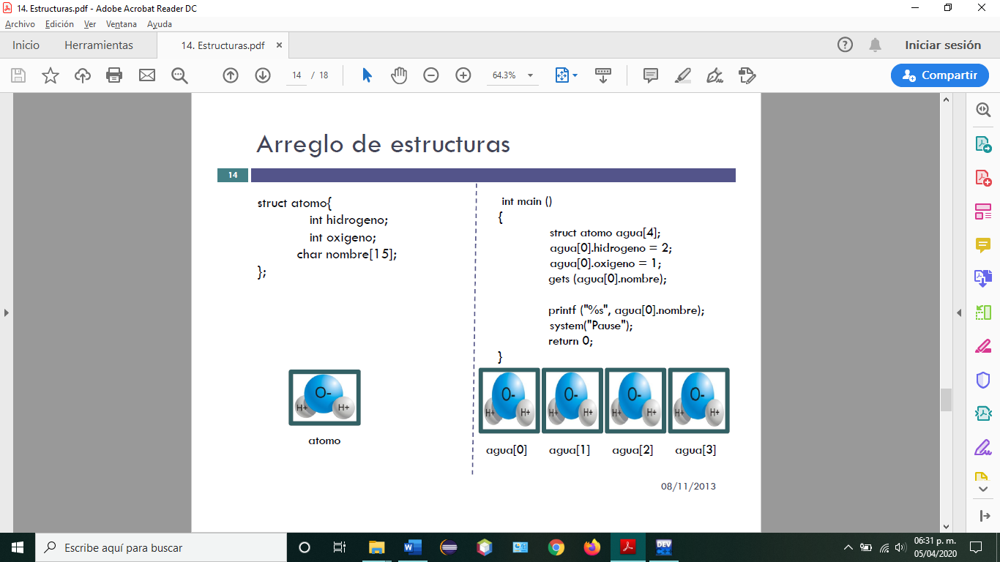 14. Estructuras.pdf - Adobe Acrobat Reader DC
Archivo Edición Ver Ventana Ayuda
Inicio Herramientas 14. Estructuras.pdf Iniciar sesión
14 / 18 64.3% Compartir
Arreglo de estructuras
14
struct atomo{
int hidrogeno;
int oxigeno;
char nombre[15];
};
int main ()
{
struct atomo agua[4];
agua[0].hidrogeno = 2;
agua[0].oxigeno = 1;
gets (agua[0].nombre);
printf ("%s", agua[0].nombre);
system("Pause");
return 0;
}
O-
H+ H+
atomo
O- O- O- O-
H+ H+ H+ H+ H+ H+ H+ H+
agua[0] agua[1] agua[2] agua[3]
08/11/2013
Escribe aquí para buscar
DEV C++
06:31 p. m.
05/04/2020